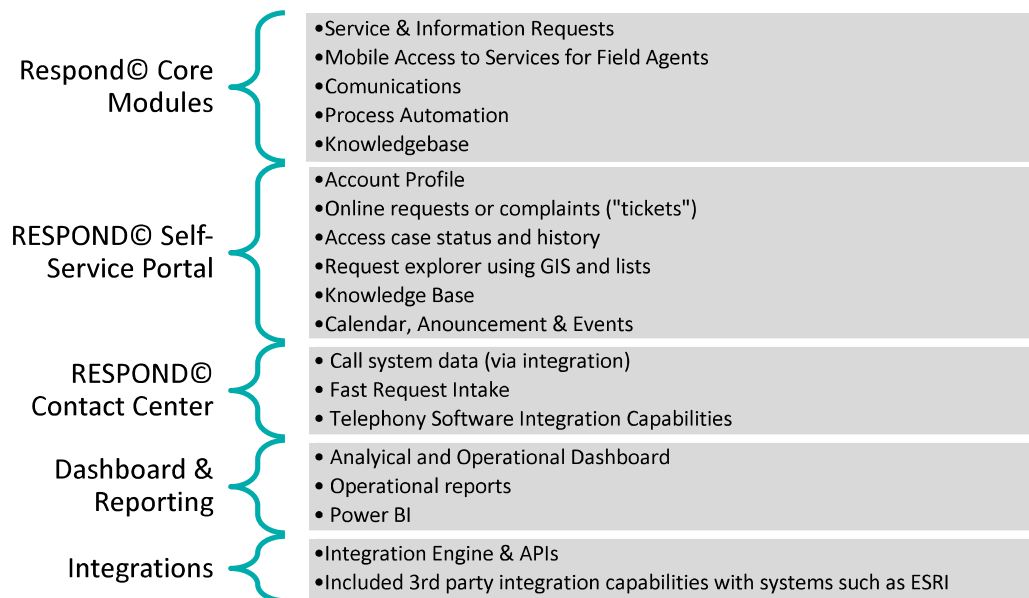 Respond© Core
Modules
•Service & Information Requests
•Mobile Access to Services for Field Agents
•Comunications
•Process Automation
•Knowledgebase
RESPOND© Self-
Service Portal
•Account Profile
•Online requests or complaints ("tickets")
•Access case status and history
•Request explorer using GIS and lists
•Knowledge Base
•Calendar, Anouncement & Events
RESPOND©
Contact Center
• Call system data (via integration)
• Fast Request Intake
• Telephony Software Integration Capabilities
Dashboard &
Reporting
• Analyical and Operational Dashboard
• Operational reports
• Power BI
Integrations
•Integration Engine & APIs
•Included 3rd party integration capabilities with systems such as ESRI